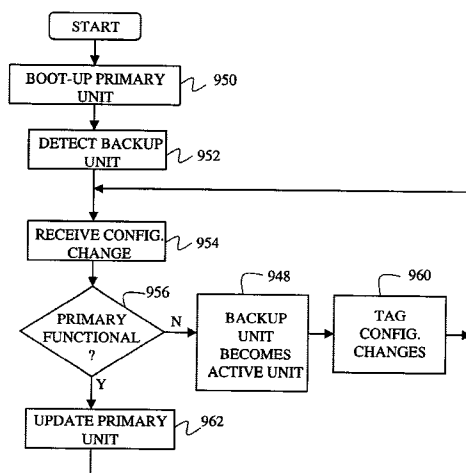 START
BOOT-UP PRIMARY
UNIT
950
DETECT BACKUP
UNIT
952
RECEIVE CONFIG.
CHANGE
954
956
PRIMARY
FUNCTIONAL
?
N
Y
948
BACKUP
UNIT
BECOMES
ACTIVE UNIT
960
TAG
CONFIG.
CHANGES
UPDATE PRIMARY
UNIT
962